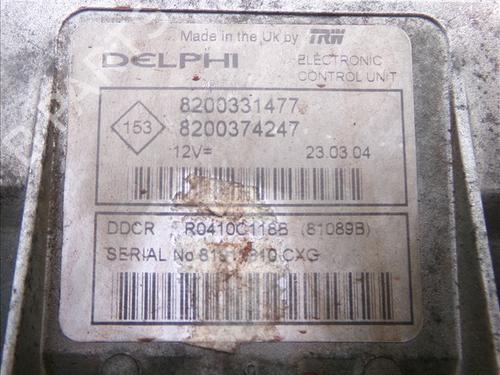 Made in the Uk by TRW
DELPHI
ELECTRONIC
CONTROL UNIT
153
8200331477
8200374247
12V=
23.03.04
DDCR R0410C118B (81089B)
SERIAL No CXG